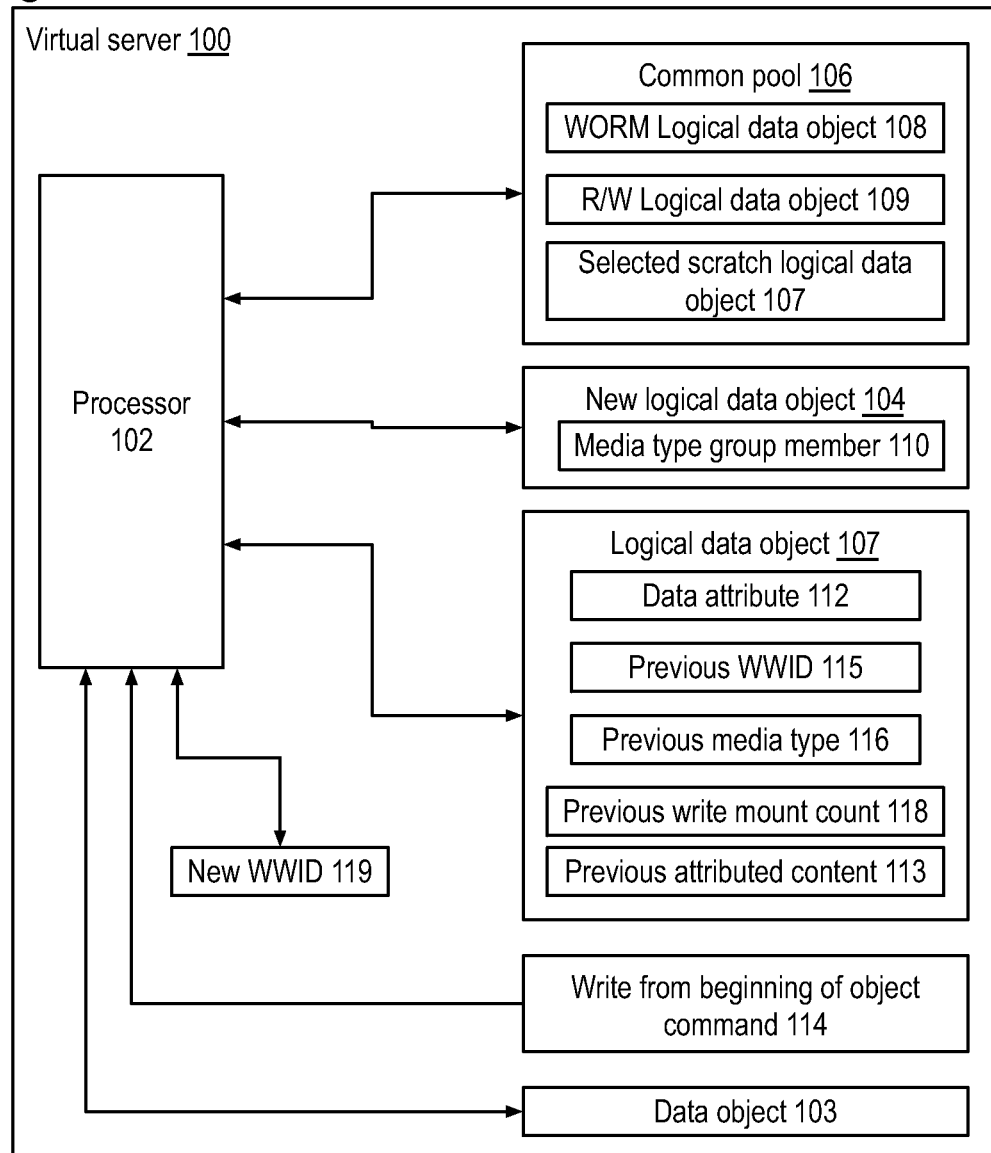 Virtual server 100
Common pool 106
WORM Logical data object 108
R/W Logical data object 109
Selected scratch logical data
object 107
Processor
102
New logical data object 104
Media type group member 110
Logical data object 107
Data attribute 112
Previous WWID 115
Previous media type 116
Previous write mount count 118
Previous attributed content 113
New WWID 119
Write from beginning of object
command 114
Data object 103